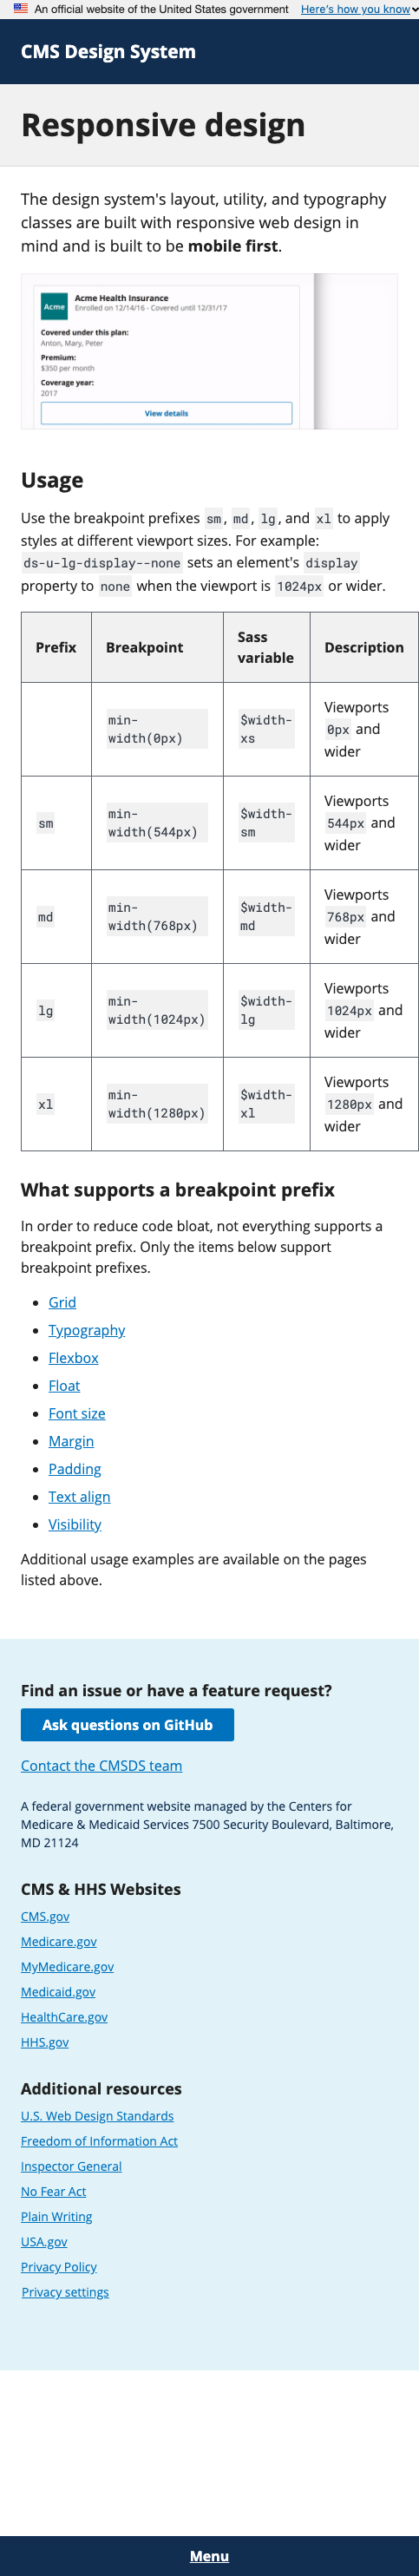 An official website of the United States government Here's how you know
CMS Design System
Responsive design
The design system's layout, utility, and typography
classes are built with responsive web design in
mind and is built to be mobile first.
Acme
Acme Health Insurance
Enrolled on 12/14/16 - Covered until 12/31/17
Covered under this plan:
Anton, Mary, Peter
Premium:
$350 per month
Coverage year:
2017
View details
Usage
Use the breakpoint prefixes sm, md, lg, and xl to apply
styles at different viewport sizes. For example:
ds-u-lg-display--none sets an element's display
property to none when the viewport is 1024px or wider.
Prefix Breakpoint Sass variable Description
min-width(0px) $width-xs Viewports 0px and wider
sm min-width(544px) $width-sm Viewports 544px and wider
md min-width(768px) $width-md Viewports 768px and wider
lg min-width(1024px) $width-lg Viewports 1024px and wider
xl min-width(1280px) $width-xl Viewports 1280px and wider
What supports a breakpoint prefix
In order to reduce code bloat, not everything supports a
breakpoint prefix. Only the items below support
breakpoint prefixes.
Grid
Typography
Flexbox
Float
Font size
Margin
Padding
Text align
Visibility
Additional usage examples are available on the pages
listed above.
Find an issue or have a feature request?
Ask questions on GitHub
Contact the CMSDS team
A federal government website managed by the Centers for
Medicare & Medicaid Services 7500 Security Boulevard, Baltimore,
MD 21124
CMS & HHS Websites
CMS.gov
Medicare.gov
MyMedicare.gov
Medicaid.gov
HealthCare.gov
HHS.gov
Additional resources
U.S. Web Design Standards
Freedom of Information Act
Inspector General
No Fear Act
Plain Writing
USA.gov
Privacy Policy
Privacy settings
Menu